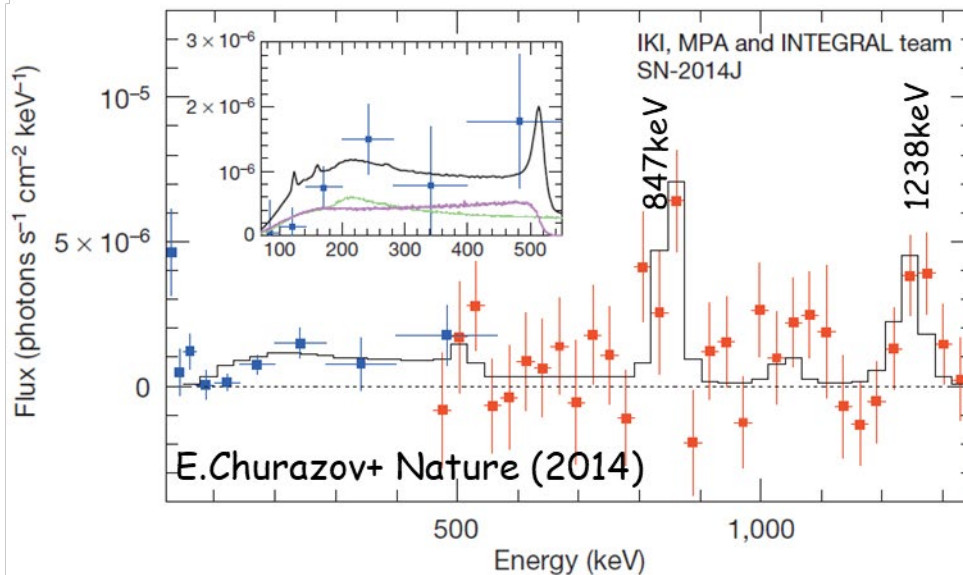 3 × 10⁻⁶
2 × 10⁻⁶
10⁻⁶
0
100 200 300 400 500
IKI, MPA and INTEGRAL team
SN-2014J
847keV
1238keV
Flux (photons s⁻¹ cm⁻² keV⁻¹)
10⁻⁵
5 × 10⁻⁶
0
E.Churazov+ Nature (2014)
500 1,000
Energy (keV)